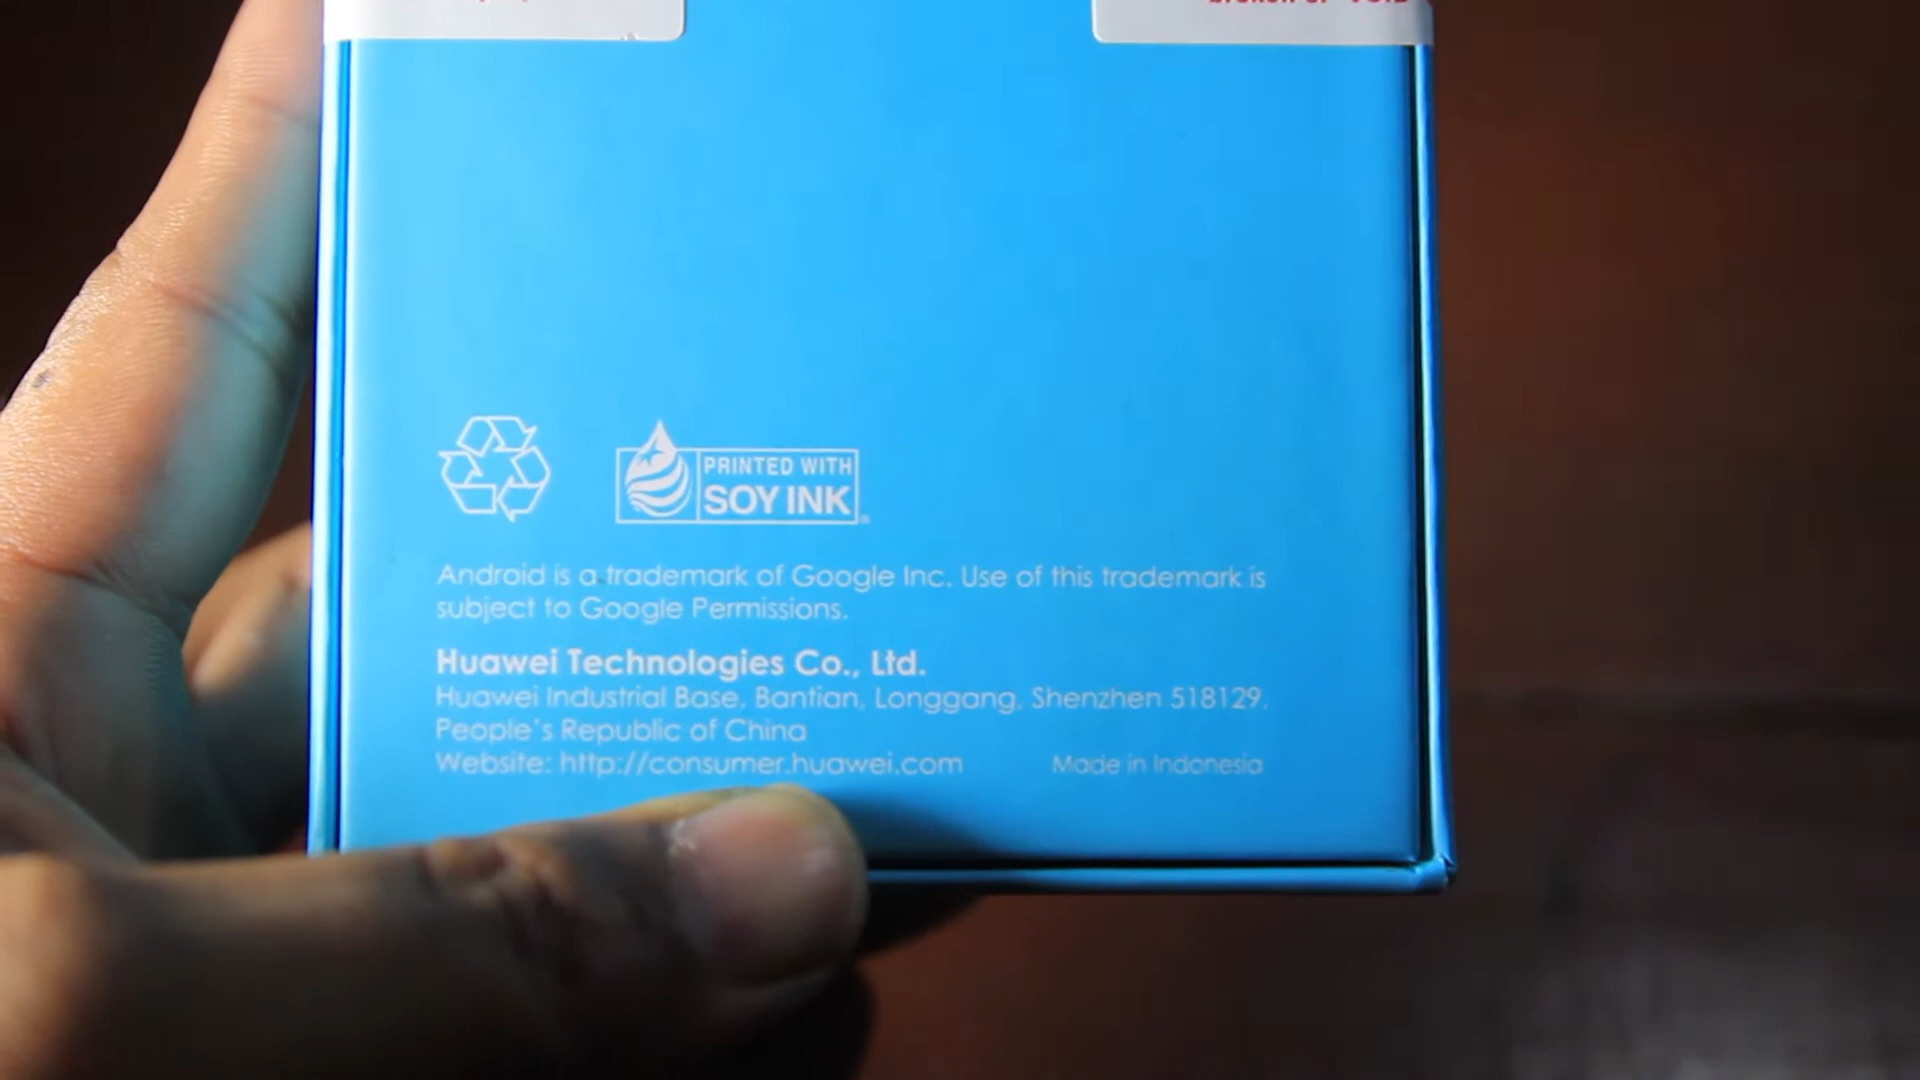 PRINTED WITH
SOY INK
Android is a trademark of Google Inc. Use of this trademark is
subject to Google Permissions.
Huawei Technologies Co., Ltd.
Huawei Industrial Base, Bantian, Longgang, Shenzhen 518129,
People's Republic of China
Website: http://consumer.huawei.com
Made in Indonesia